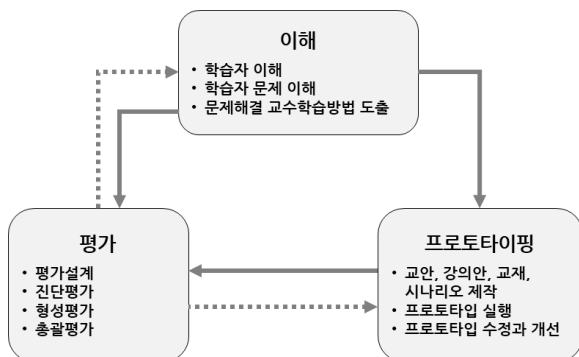 이해
• 학습자 이해
• 학습자 문제 이해
• 문제해결 교수학습방법 도출
평가
• 평가설계
• 진단평가
• 형성평가
• 총괄평가
프로토타이핑
• 교안, 강의안, 교재,
시나리오 제작
• 프로토타입 실행
• 프로토타입 수정과 개선